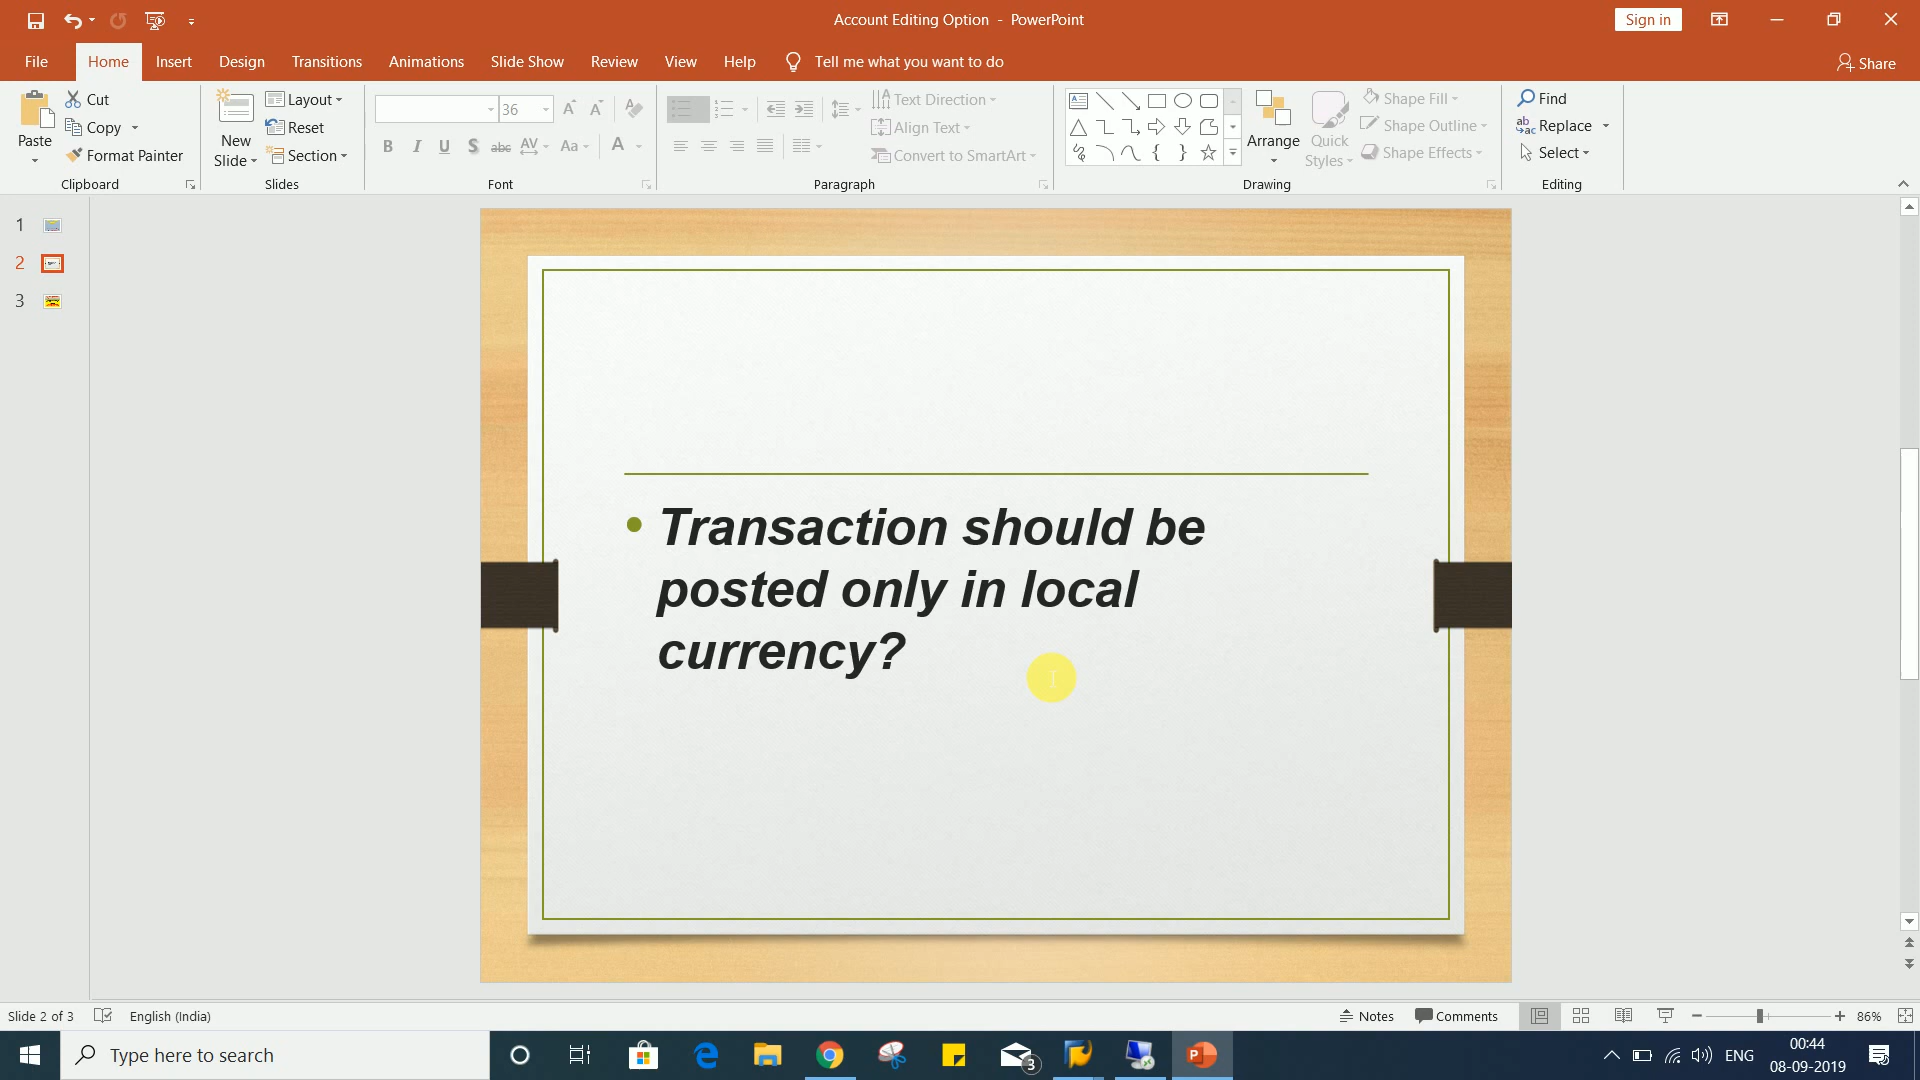 Account Editing Option - PowerPoint
Sign in
File Home Insert Design Transitions Animations Slide Show Review View Help Tell me what you want to do
Share
Paste
Cut
Copy
Format Painter
Clipboard
New
Slide
Layout
Reset
Section
Slides
36
B I U S abc AV Aa A
Font
Text Direction
Align Text
Convert to SmartArt
Paragraph
Arrange
Quick
Styles
Shape Fill
Shape Outline
Shape Effects
Drawing
Find
Replace
Select
Editing
1
2
3
• Transaction should be
posted only in local
currency?
Slide 2 of 3 English (India)
Notes Comments 86%
Type here to search
3
ENG
00:44
08-09-2019